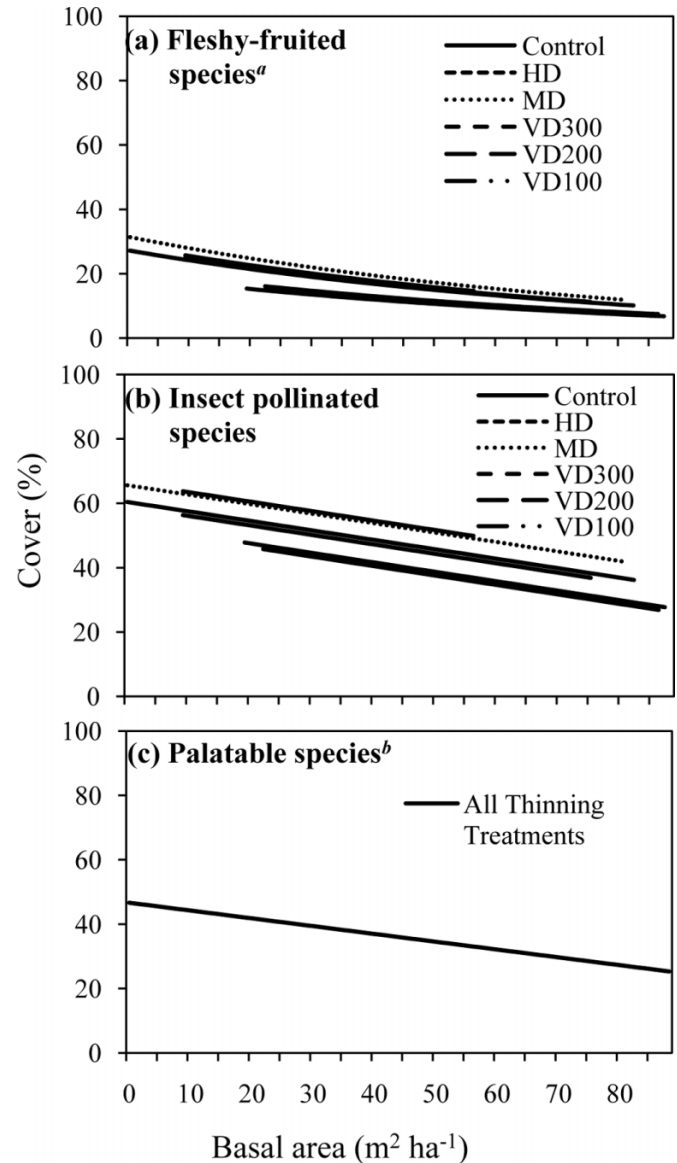 100
80
60
40
20
0
(a) Fleshy-fruited
speciesᵃ
Control
HD
MD
VD300
VD200
VD100
100
80
60
40
20
0
(b) Insect pollinated
species
Control
HD
MD
VD300
VD200
VD100
Cover (%)
100
80
60
40
20
0
(c) Palatable speciesᵇ
All Thinning
Treatments
0 10 20 30 40 50 60 70 80
Basal area (m² ha⁻¹)